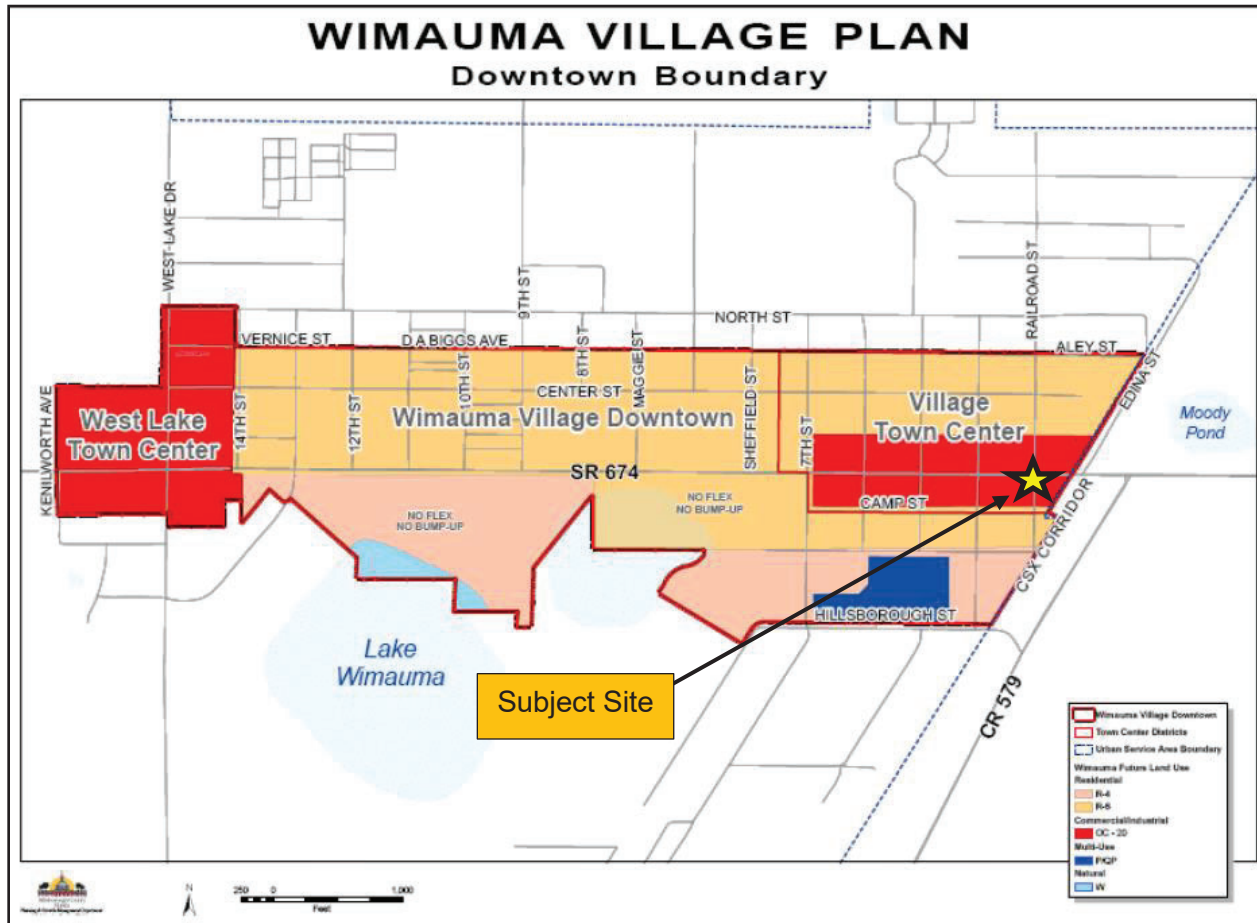 WIMAUMA VILLAGE PLAN
Downtown Boundary
WEST LAKE DR
9TH ST
RAILROAD ST
NORTH ST
VERNICE ST
D A BIGGS AVE
ALEY ST
8TH ST
MAGGIE ST
10TH ST
CENTER ST
EDINA ST
KENILWORTH AVE
West Lake
Town Center
14TH ST
12TH ST
Wimauma Village Downtown
SHEFFIELD ST
7TH ST
Village
Town Center
Moody
Pond
SR 674
CAMP ST
NO FLEX
NO BUMP-UP
NO FLEX
NO BUMP-UP
CSX CORRIDOR
HILLSBOROUGH ST
Lake
Wimauma
Subject Site
CR 579
Wimauma Village Downtown
Town Center Districts
Urban Service Area Boundary
Wimauma Future Land Use
Residential
R-4
R-6
Commercial/Industrial
OC - 20
Multi-Use
P/QP
Natural
W
N
250 0 1,000
Feet